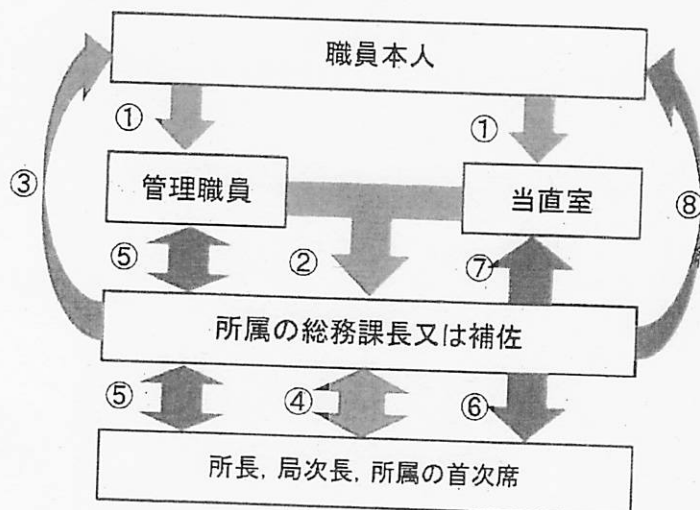 職員本人
① ①
③ 管理職員 当直室 ⑧
⑤ ② ⑦
所属の総務課長又は補佐
⑤ ④ ⑥
所長，局次長，所属の首次席